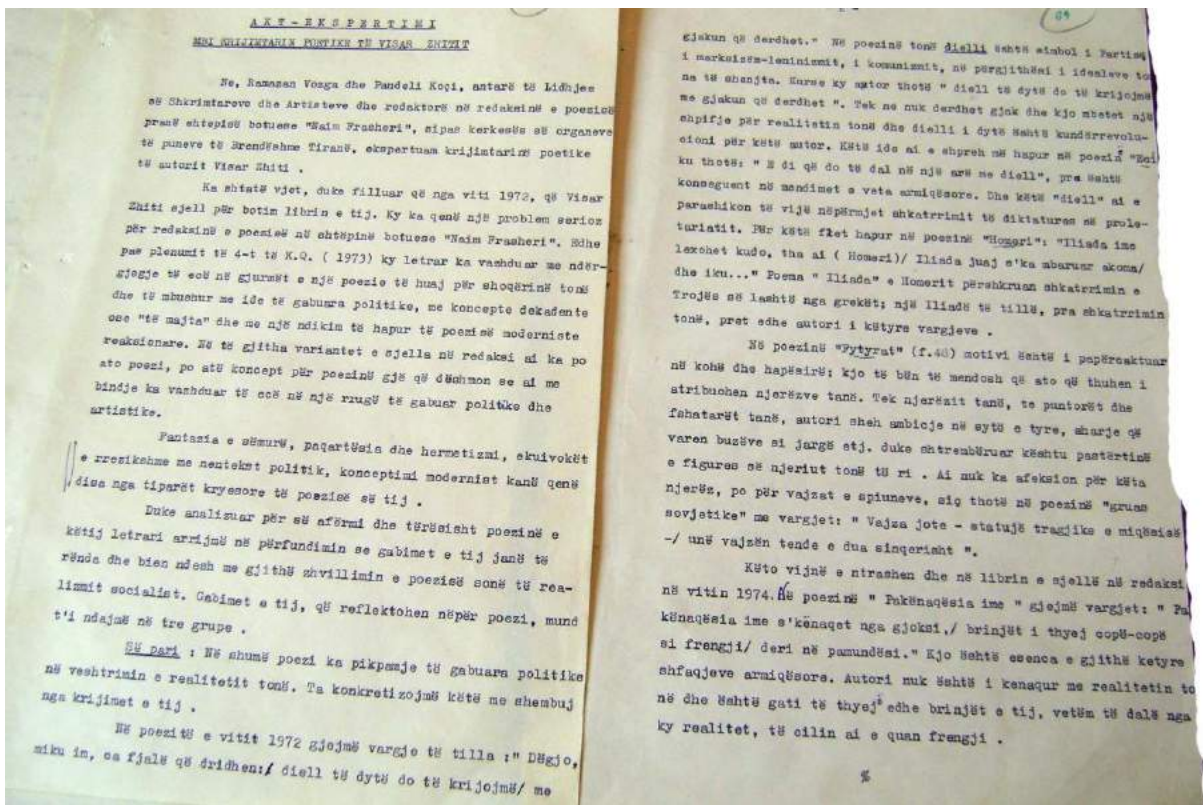 AKT-EKSPERTIMI
MBI KRIJIMTARIN POETIKE TË VISAR ZHITIT
Ne, Ramazan Vozga dhe Pandeli Koçi, antarë të Lidhjes
së Shkrimtareve dhe Artisteve dhe redaktorë në redaksinë e poezisë
pranë shtepisë botuese "Naim Frasheri", sipas kerkesës së organeve
të puneve të Brendëshme Tiranë, ekspertuam krijimtarinë poetike
të autorit Visar Zhiti .
Ka shtatë vjet, duke filluar që nga viti 1972, që Visar
Zhiti sjell për botim librin e tij. Ky ka qenë një problem serioz
për redaksinë e poezisë në shtëpinë botuese "Naim Frasheri". Edhe
pas plenumit të 4-t të K.Q. ( 1973) ky letrar ka vazhduar me ndër-
gjegje të ecë në gjurmët e një poezie të huaj për shoqërinë tonë
dhe të mbushur me ide të gabuara politike, me koncepte dekadente
ose "të majta" dhe me një ndikim të hapur të poezisë moderniste
reaksionare. Në të gjitha variantet e sjella në redaksi ai ka po
ato poezi, po atë koncept për poezinë gjë që dëshmon se ai me
bindje ka vazhduar të ecë në një rrugë të gabuar politike dhe
artistike.
Fantazia e sëmurë, paqartësia dhe hermetizmi, ekuivokët
e rrezikshme me nentekst politik, konceptimi modernist kanë qenë
disa nga tiparët kryesore të poezisë së tij .
Duke analizuar për së afërmi dhe tërësisht poezinë e
këtij letrari arrijmë në përfundimin se gabimet e tij janë të
rënda dhe bien ndesh me gjithë zhvillimin e poezisë sonë të rea-
lizmit socialist. Gabimet e tij, që reflektohen nëpër poezi, mund
t'i ndajmë në tre grupe .
Së pari : Në shumë poezi ka pikpamje të gabuara politike
në veshtrimin e realitetit tonë. Ta konkretizojmë këtë me shembuj
nga krijimet e tij .
Në poezitë e vitit 1972 gjejmë vargje të tilla :" Dëgjo,
miku im, ca fjalë që dridhen:/ diell të dytë do të krijojmë/ me
69
gjakun që derdhet." Në poezinë tonë dielli është simbol i Partisë,
i marksizëm-leninizmit, i komunizmit, në përgjithësi i idealeve to
na të shenjta. Kurse ky autor thotë " diell të dytë do të krijojmë
me gjakun që derdhet ". Tek ne nuk derdhet gjak dhe kjo mbetet një
shpifje për realitetin tonë dhe dielli i dytë është kundërrevolu-
cioni për këtë autor. Këtë ide ai e shpreh më hapur në poezin "Eci
ku thotë: " E di që do të dal në një arë me diell", pra është
konseguent në mendimet e veta armiqësore. Dhe këtë "diell" ai e
parashikon të vijë nëpërmjet shkatrrimit të diktatures së prole-
tariatit. Për këtë flet hapur në poezinë "Homeri": "Iliada ime
lexohet kudo, tha ai ( Homeri)/ Iliada juaj s'ka mbaruar akoma/
dhe iku..." Poema " Iliada" e Homerit përshkruan shkatrrimin e
Trojës së lashtë nga grekët; një Iliadë të tillë, pra shkatrrimin
tonë, pret edhe autori i këtyre vargjeve .
Në poezinë "Fytyrat" (f.46) motivi është i papërcaktuar
në kohë dhe hapësirë; kjo të bën të mendosh që ato që thuhen i
atribuohen njerëzve tanë. Tek njerëzit tanë, te puntorët dhe
fshatarët tanë, autori sheh ambicje në sytë e tyre, sharje që
varen buzëve si jargë etj. duke shtrembëruar kështu pastërtinë
e figures së njeriut tonë të ri . Ai nuk ka afeksion për këta
njerëz, po për vajzat e spiuneve, siç thotë në poezinë "gruas
sovjetike" me vargjet: " Vajza jote - statujë tragjike e miqësisë
-/ unë vajzën tende e dua sinqerisht ".
Këto vijnë e ntrashen dhe në librin e sjellë në redaksi
në vitin 1974. Në poezinë " Pakënaqësia ime " gjejmë vargjet: " Pa
kënaqësia ime s'kënaqet nga gjoksi,/ brinjët i thyej copë-copë
si frengji/ deri në pamundësi." Kjo është esenca e gjithë ketyre
shfaqjeve armiqësore. Autori nuk është i kenaqur me realitetin to
në dhe është gati të thyej edhe brinjët e tij, vetëm të dalë nga
ky realitet, të cilin ai e quan frengji .